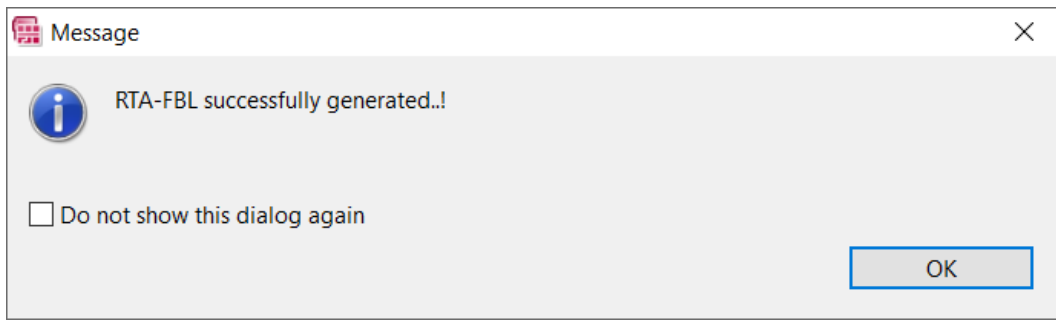 Message
RTA-FBL successfully generated..!
Do not show this dialog again
OK